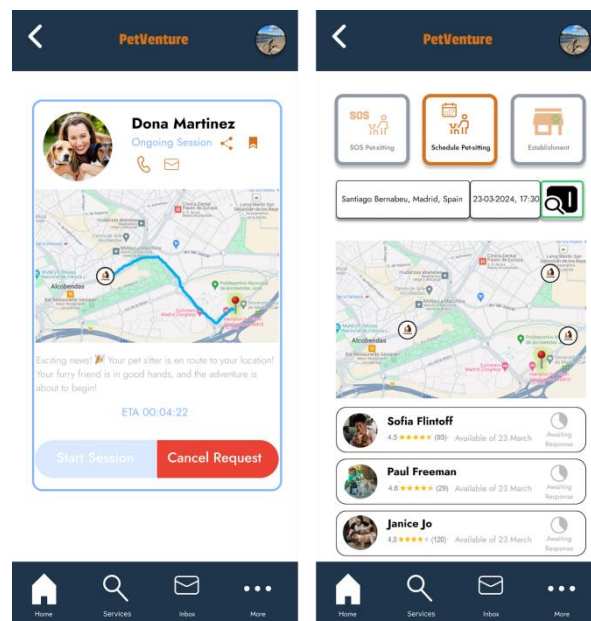 PetVenture
Dona Martinez
Ongoing Session
Alcobendas
Exciting news! 🎉 Your pet sitter is en route to your location!
Your furry friend is in good hands, and the adventure is
about to begin!
ETA 00:04:22
Start Session
Cancel Request
Home
Services
Inbox
More
PetVenture
SOS
SOS Pet-sitting
Schedule Pet-sitting
Establishment
Santiago Bernabeu, Madrid, Spain
23-03-2024, 17:30
Alcobendas
Sofia Flintoff
4.5 ★★★★★ (93) Available of 23 March
Awaiting
Response
Paul Freeman
4.8 ★★★★★ (29) Available of 23 March
Awaiting
Response
Janice Jo
4.0 ★★★★★ (120) Available of 23 March
Awaiting
Response
Home
Services
Inbox
More